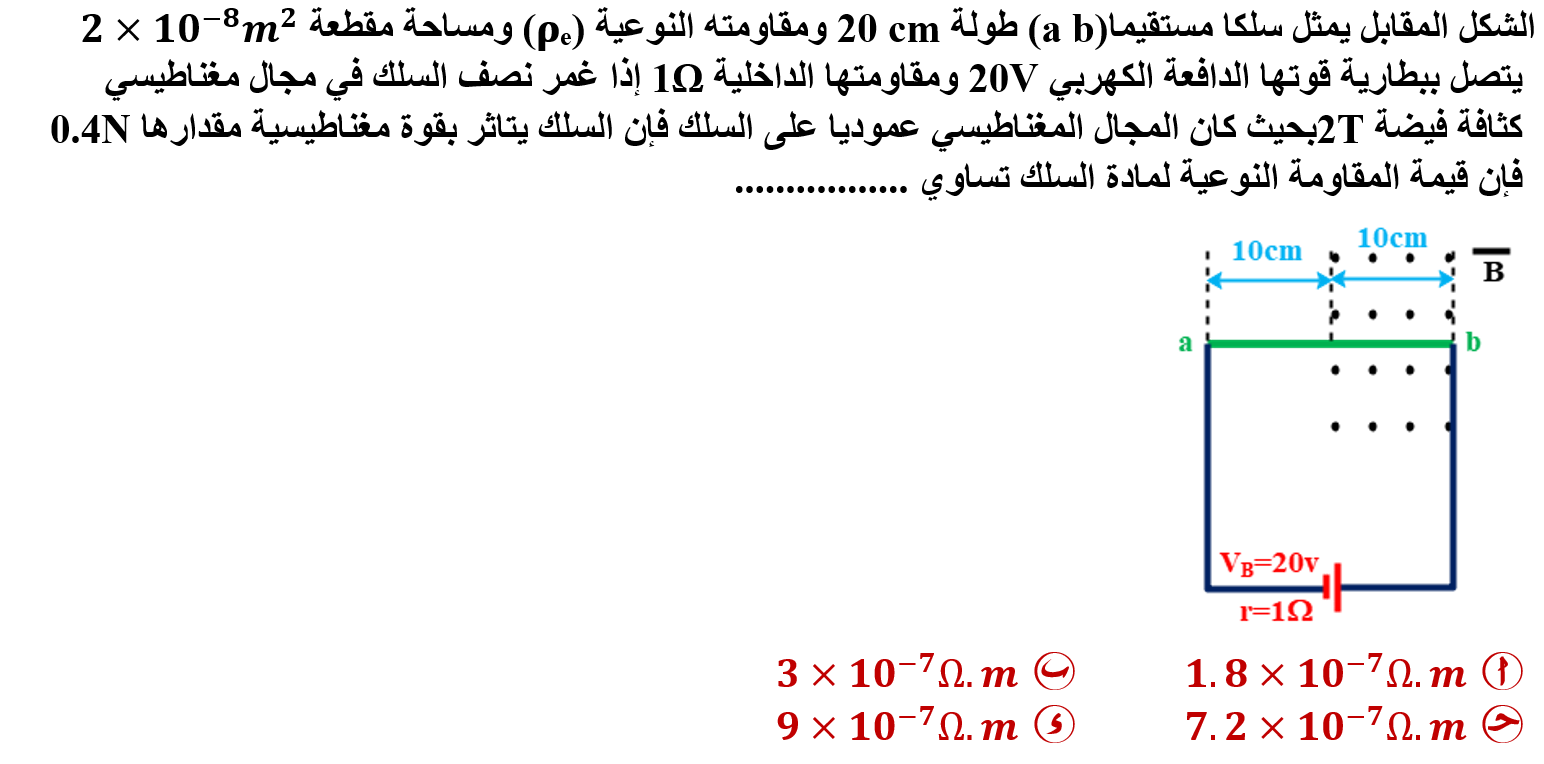 الشكل المقابل يمثل سلكا مستقيما(a b) طولة 20 cm ومقاومته النوعية (ρₑ) ومساحة مقطعة 2 × 10⁻⁸m²
يتصل ببطارية قوتها الدافعة الكهربي 20V ومقاومتها الداخلية 1Ω إذا غمر نصف السلك في مجال مغناطيسي
كثافة فيضة 2Tبحيث كان المجال المغناطيسي عموديا على السلك فإن السلك يتاثر بقوة مغناطيسية مقدارها 0.4N
فإن قيمة المقاومة النوعية لمادة السلك تساوي .................
10cm
10cm
B
a
b
V_B=20v
r=1Ω
أ 1.8 × 10⁻⁷Ω.m
ب 3 × 10⁻⁷Ω.m
ج 7.2 × 10⁻⁷Ω.m
د 9 × 10⁻⁷Ω.m